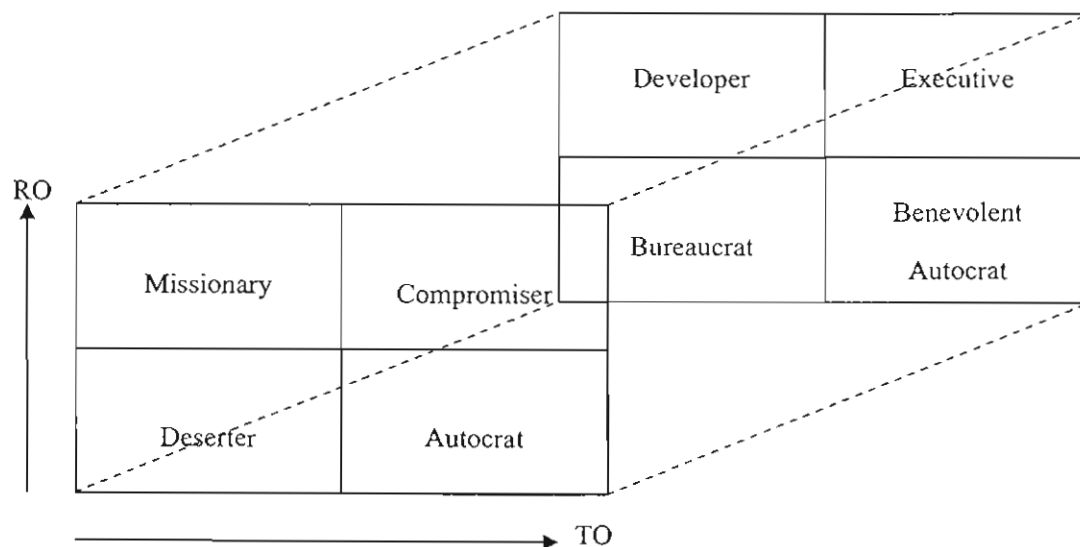 Developer
Executive
RO
Benevolent
Bureaucrat
Autocrat
Missionary
Compromiser
Deserter
Autocrat
TO